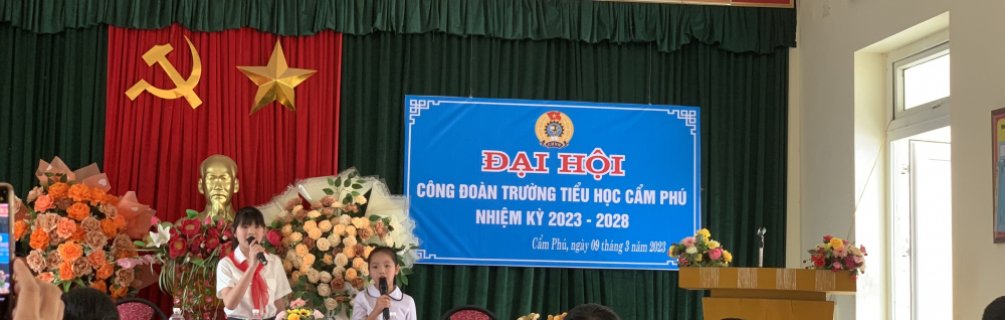 ĐẠI HỘI
CÔNG ĐOÀN TRƯỜNG TIỂU HỌC CẨM PHÚ
NHIỆM KỲ 2023 - 2028
Cẩm Phú, ngày 09 tháng 3 năm 2023